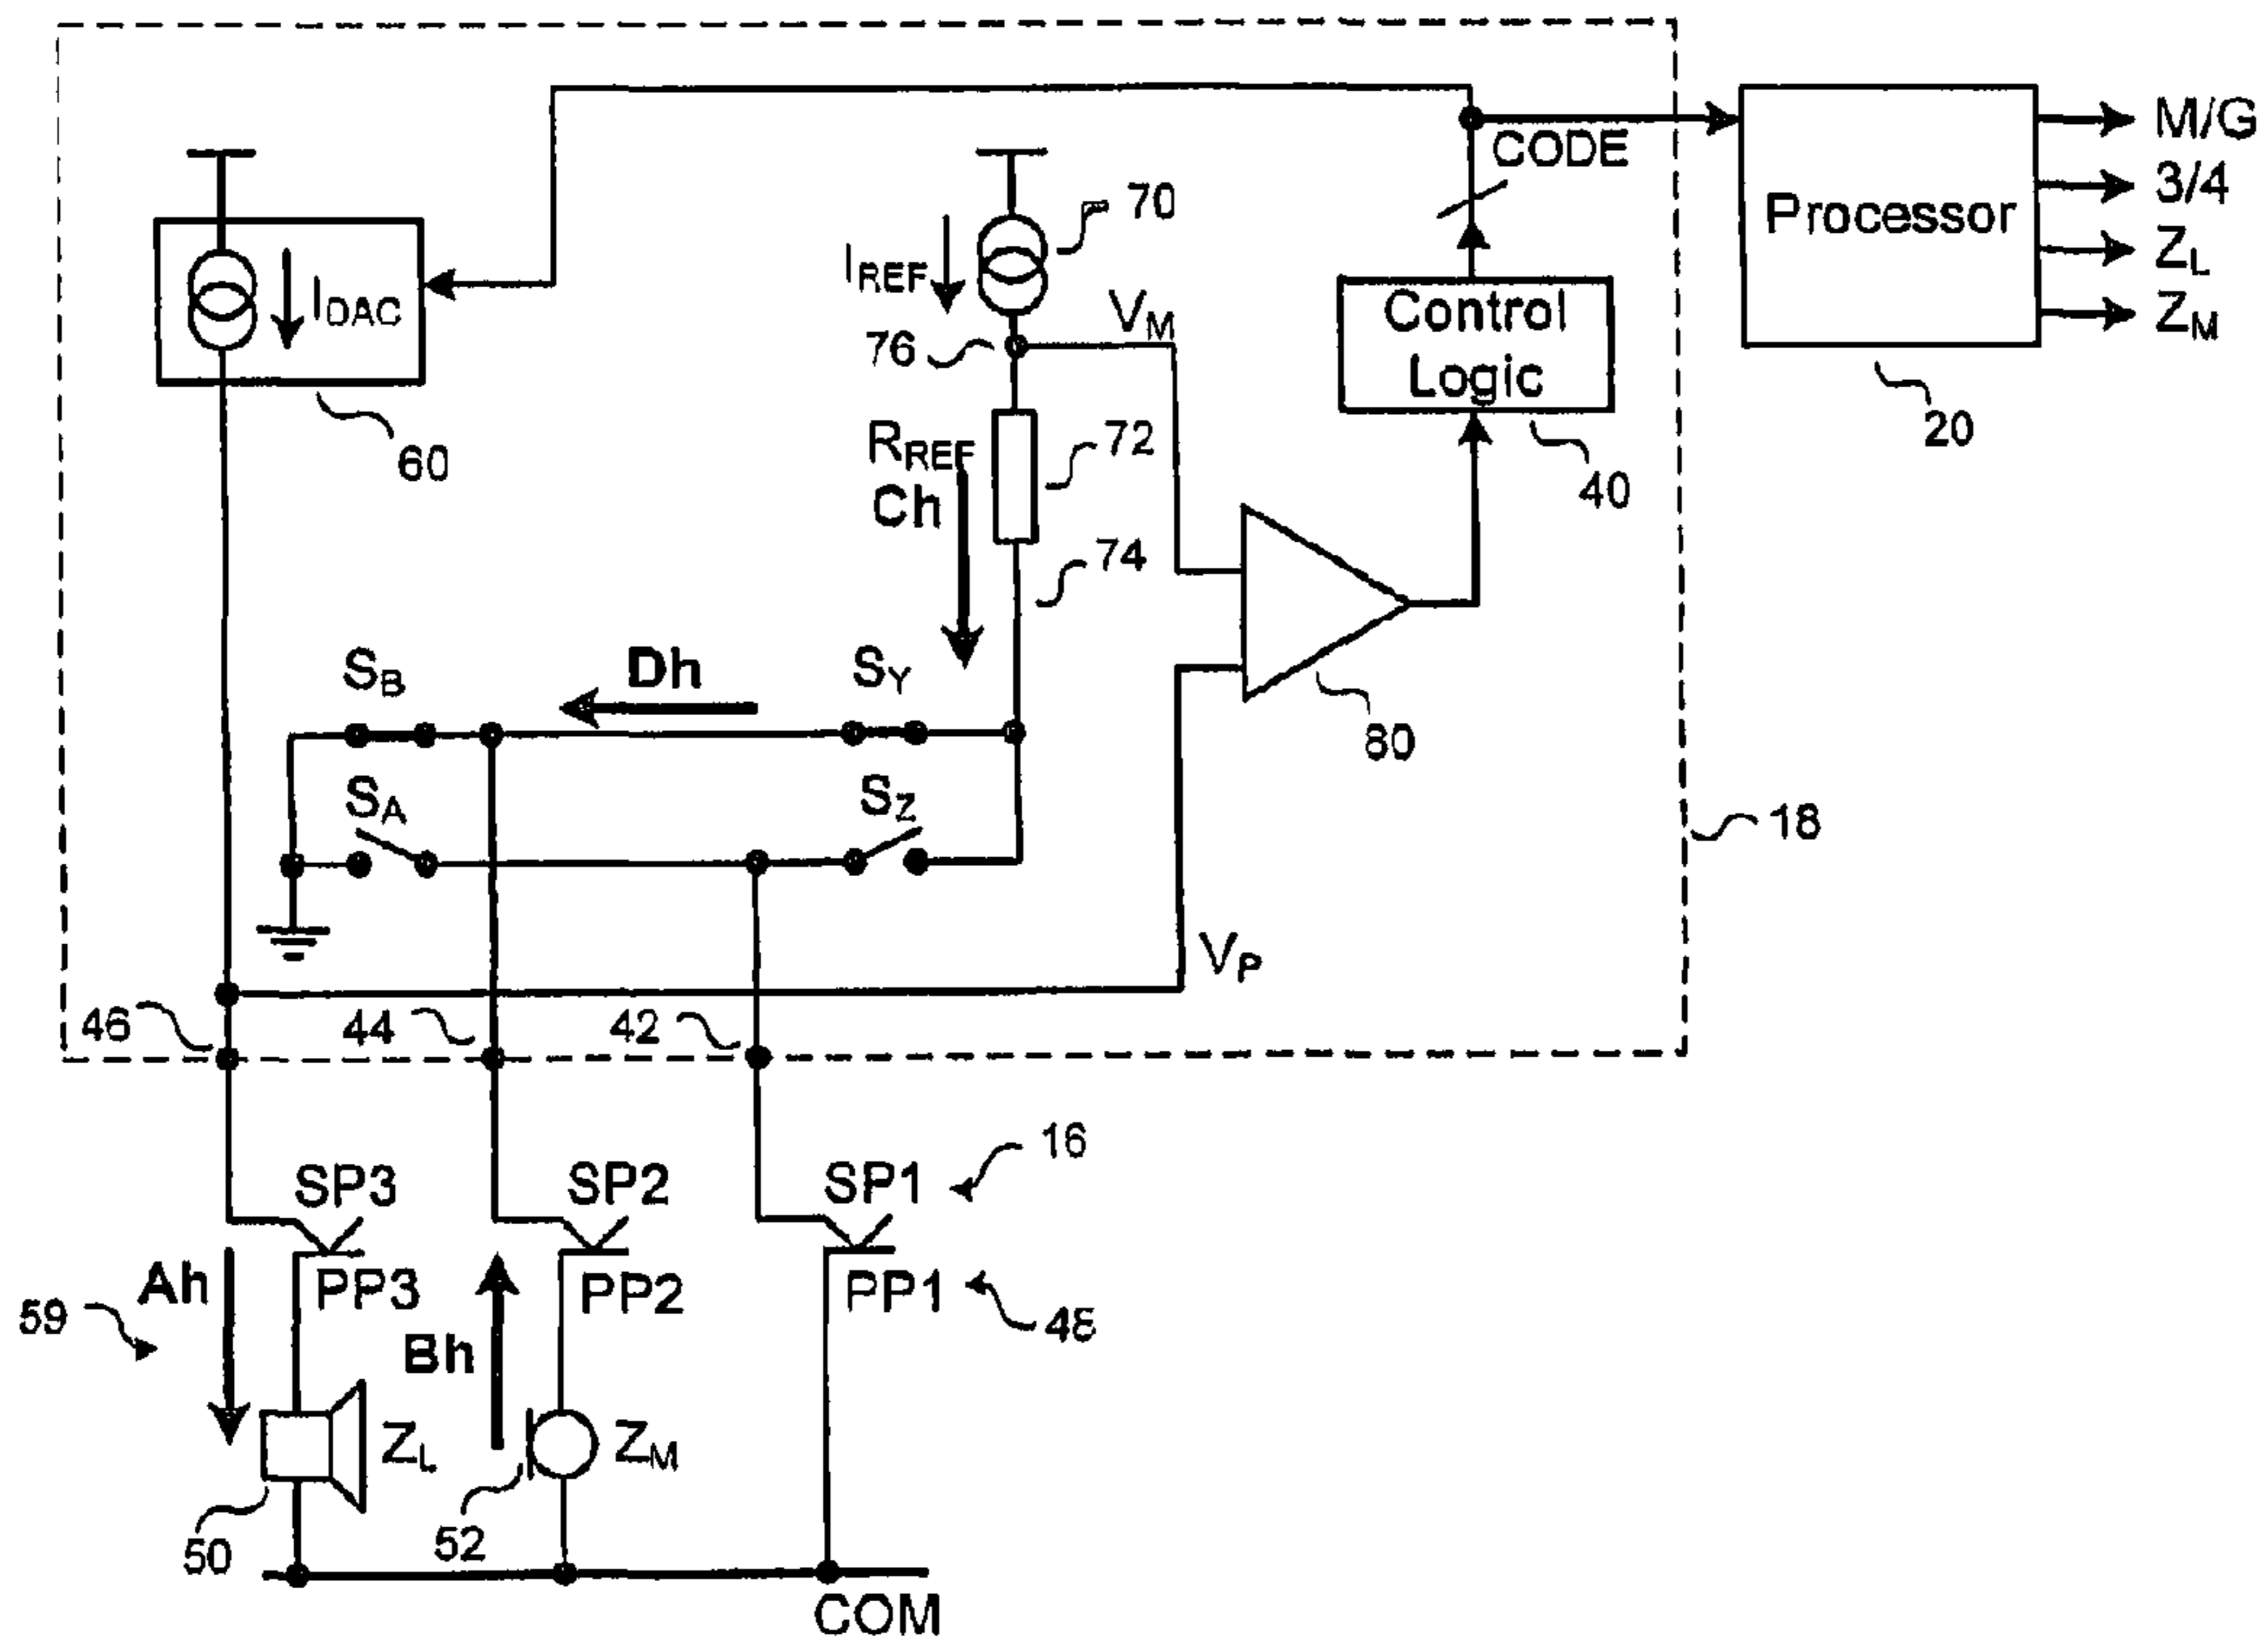 M/G
CODE
3/4
70
Processor
Z_L
I_REF
I_DAC
V_M
Control
Logic
Z_M
76
20
60
R_REF
72
40
Ch
74
S_B
Dh
S_Y
80
S_A
S_Z
18
V_P
46
44
42
16
SP3
SP2
SP1
Ah
PP3
PP2
PP1
59
Bh
48
Z_L
Z_M
50
52
COM